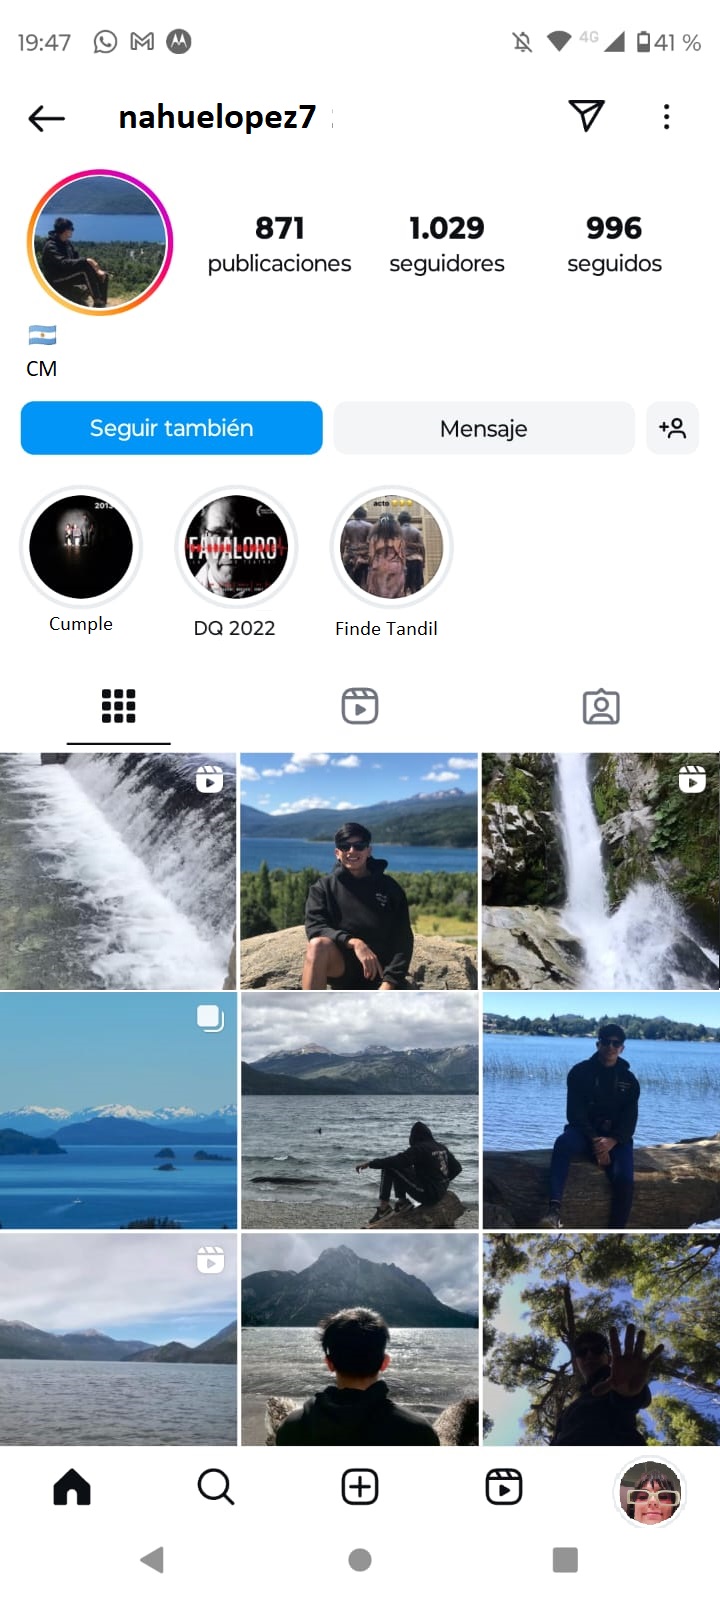 19:47 4G 41 %
nahuelopez7
871 1.029 996
publicaciones seguidores seguidos
CM
Seguir también Mensaje
2013
FAVALORO
acto
Cumple DQ 2022 Finde Tandil